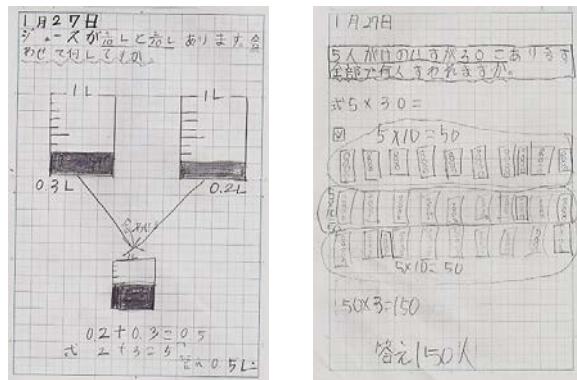 1月27日
ジュースが3/10Lと2/10Lあります。合
わせて何Lですか。
1L
1L
0.3L
0.2L
0.2+0.3=0.5
式 2+3=5
答え 0.5L
1月27日
5人がけのいすが30こあります
全部で何人すわれますか。
式5×30=
図
5×10=50
5×10=50
50×3=150
答え150人